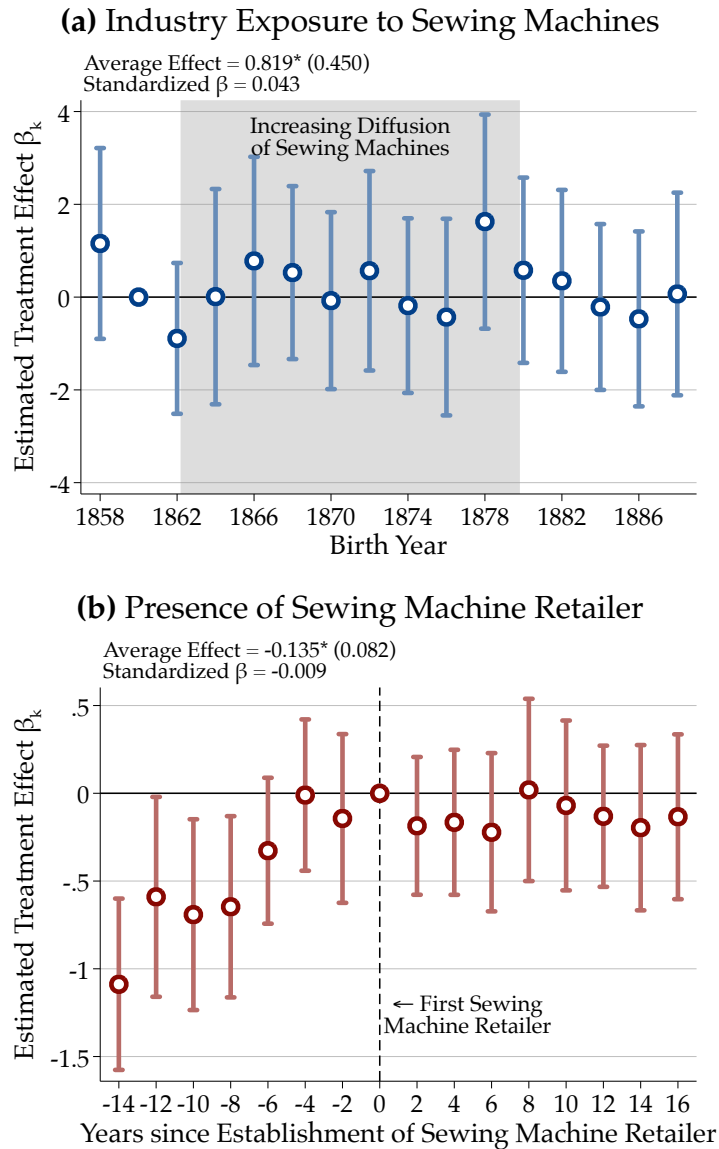 (a) Industry Exposure to Sewing Machines
Average Effect = 0.819* (0.450)
Standardized β = 0.043
Increasing Diffusion
of Sewing Machines
Estimated Treatment Effect βk
4
2
0
-2
-4
1858 1862 1866 1870 1874 1878 1882 1886
Birth Year
(b) Presence of Sewing Machine Retailer
Average Effect = -0.135* (0.082)
Standardized β = -0.009
Estimated Treatment Effect βk
.5
0
-.5
-1
-1.5
← First Sewing
Machine Retailer
-14 -12 -10 -8 -6 -4 -2 0 2 4 6 8 10 12 14 16
Years since Establishment of Sewing Machine Retailer